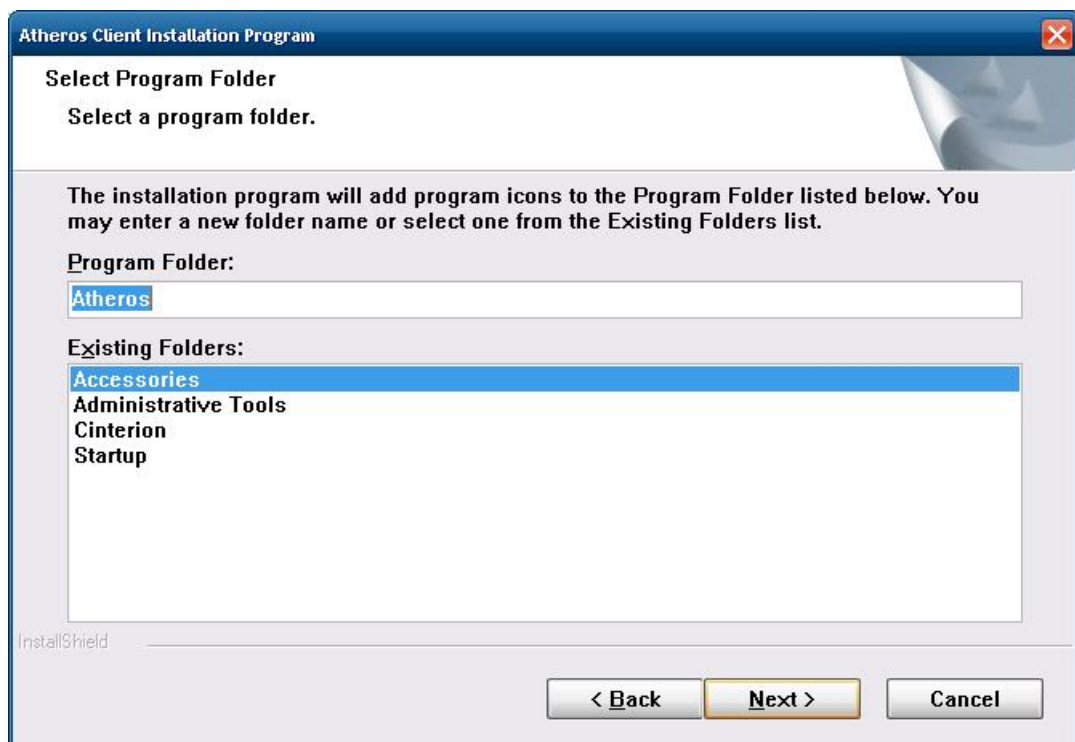 Atheros Client Installation Program
Select Program Folder
Select a program folder.
The installation program will add program icons to the Program Folder listed below. You
may enter a new folder name or select one from the Existing Folders list.
Program Folder:
Atheros
Existing Folders:
Accessories
Administrative Tools
Cinterion
Startup
InstallShield
< Back Next > Cancel